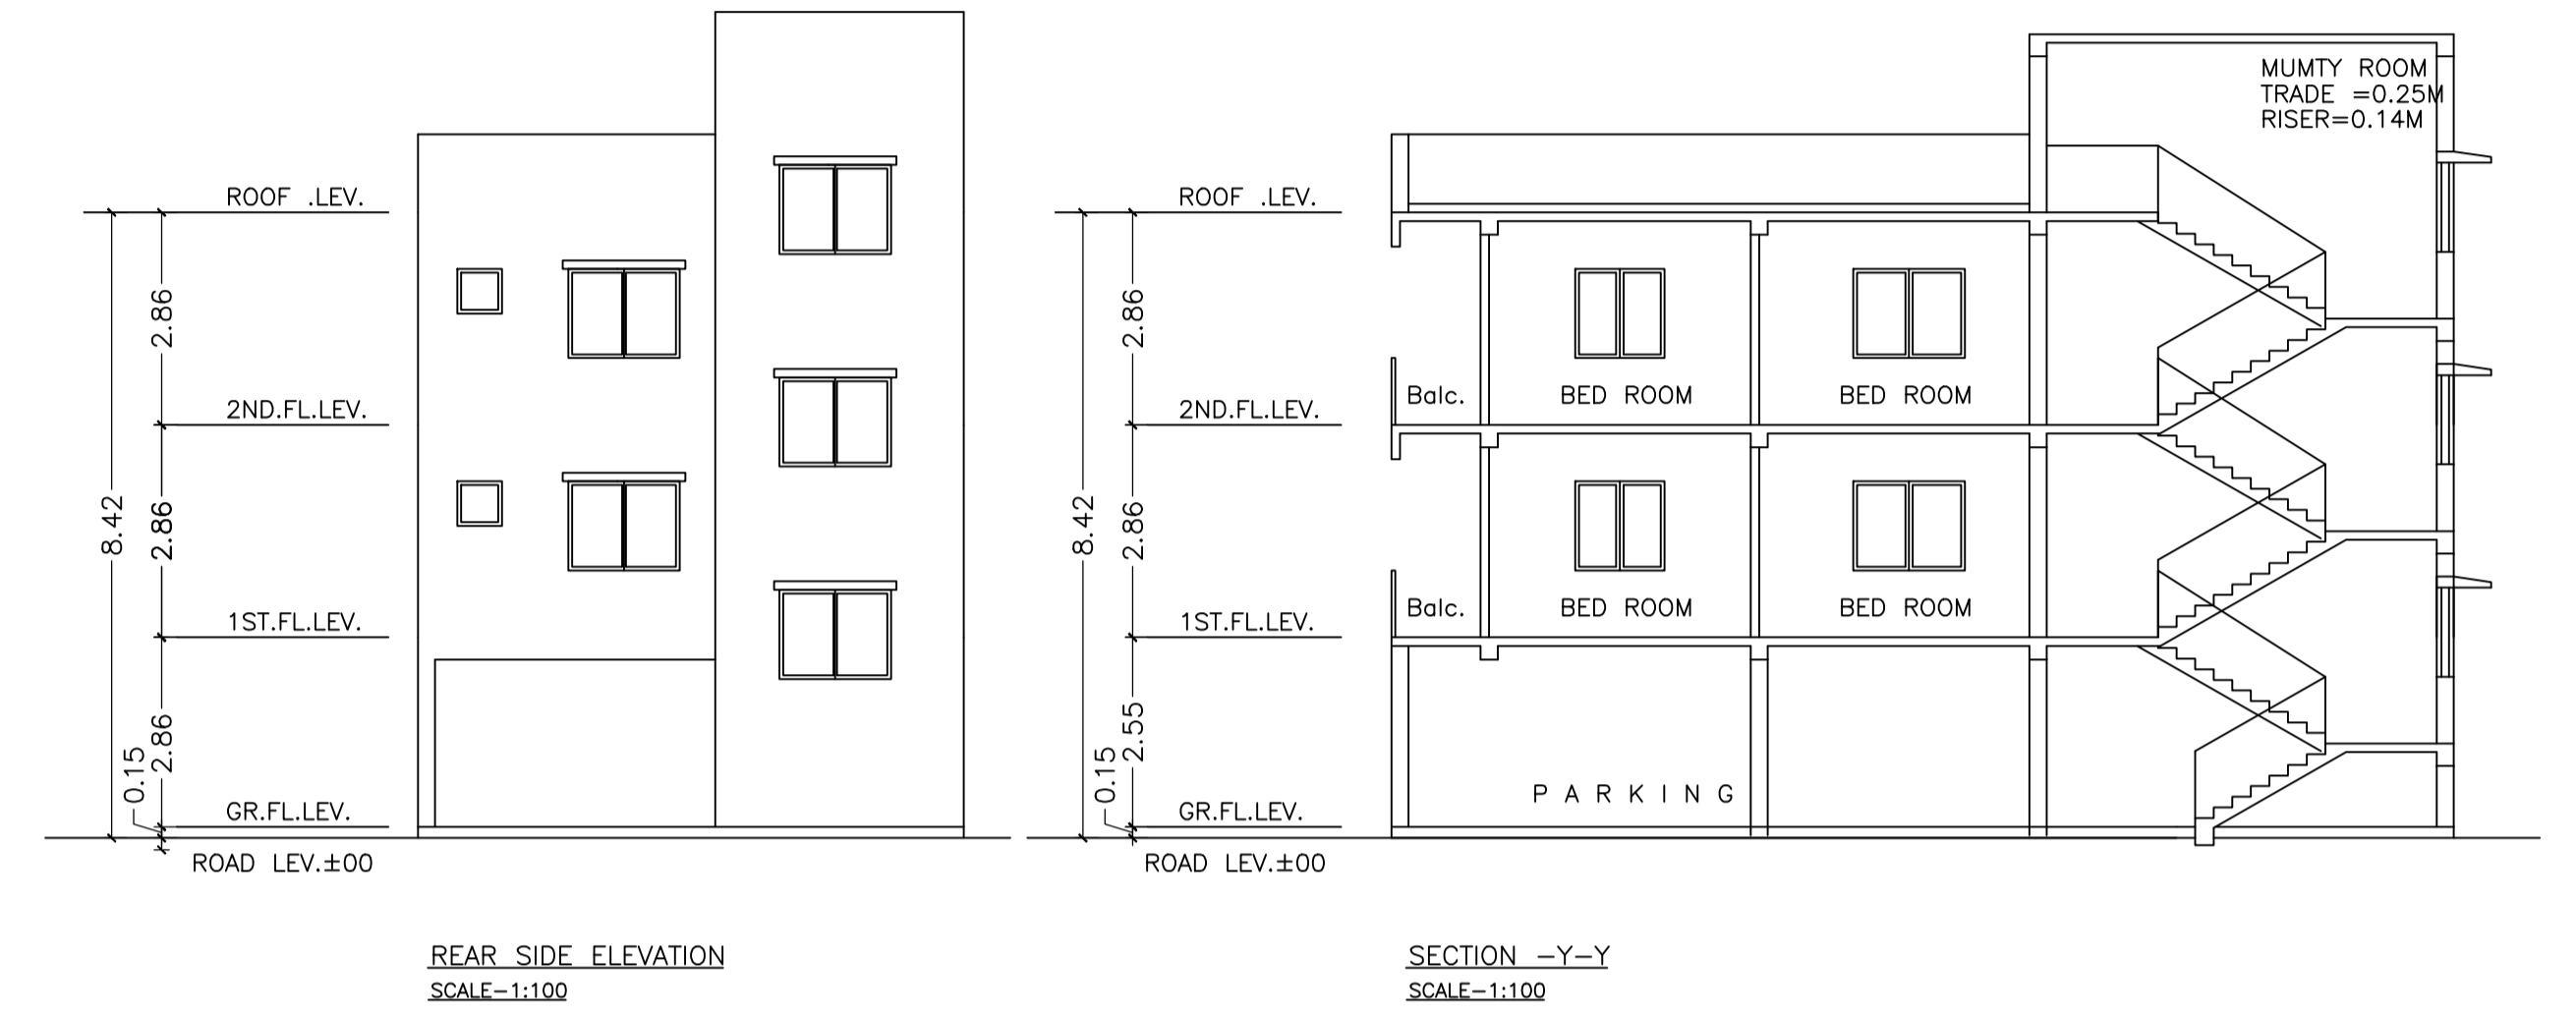 ROOF .LEV.
2.86
2ND.FL.LEV.
8.42
2.86
1ST.FL.LEV.
2.86
0.15
GR.FL.LEV.
ROAD LEV.±00
REAR SIDE ELEVATION
SCALE-1:100
MUMTY ROOM
TRADE =0.25M
RISER=0.14M
ROOF .LEV.
2.86
Balc. BED ROOM BED ROOM
2ND.FL.LEV.
8.42
2.86
Balc. BED ROOM BED ROOM
1ST.FL.LEV.
2.55
0.15
PARKING
GR.FL.LEV.
ROAD LEV.±00
SECTION -Y-Y
SCALE-1:100